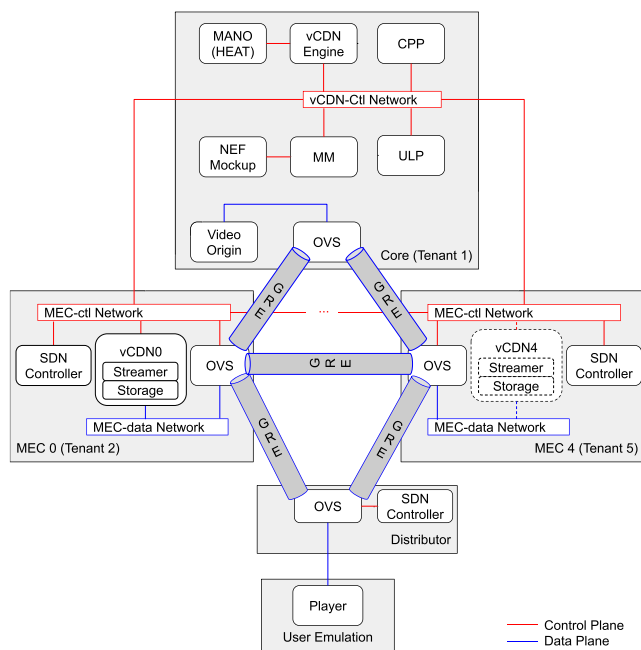 MANO
(HEAT)
vCDN
Engine
CPP
vCDN-Ctl Network
NEF
Mockup
MM
ULP
Video
Origin
OVS
Core (Tenant 1)
GRE
GRE
MEC-ctl Network
...
MEC-ctl Network
SDN
Controller
vCDN0
Streamer
Storage
OVS
GRE
OVS
vCDN4
Streamer
Storage
SDN
Controller
MEC-data Network
MEC 0 (Tenant 2)
GRE
GRE
MEC-data Network
MEC 4 (Tenant 5)
OVS
SDN
Controller
Distributor
Player
User Emulation
Control Plane
Data Plane